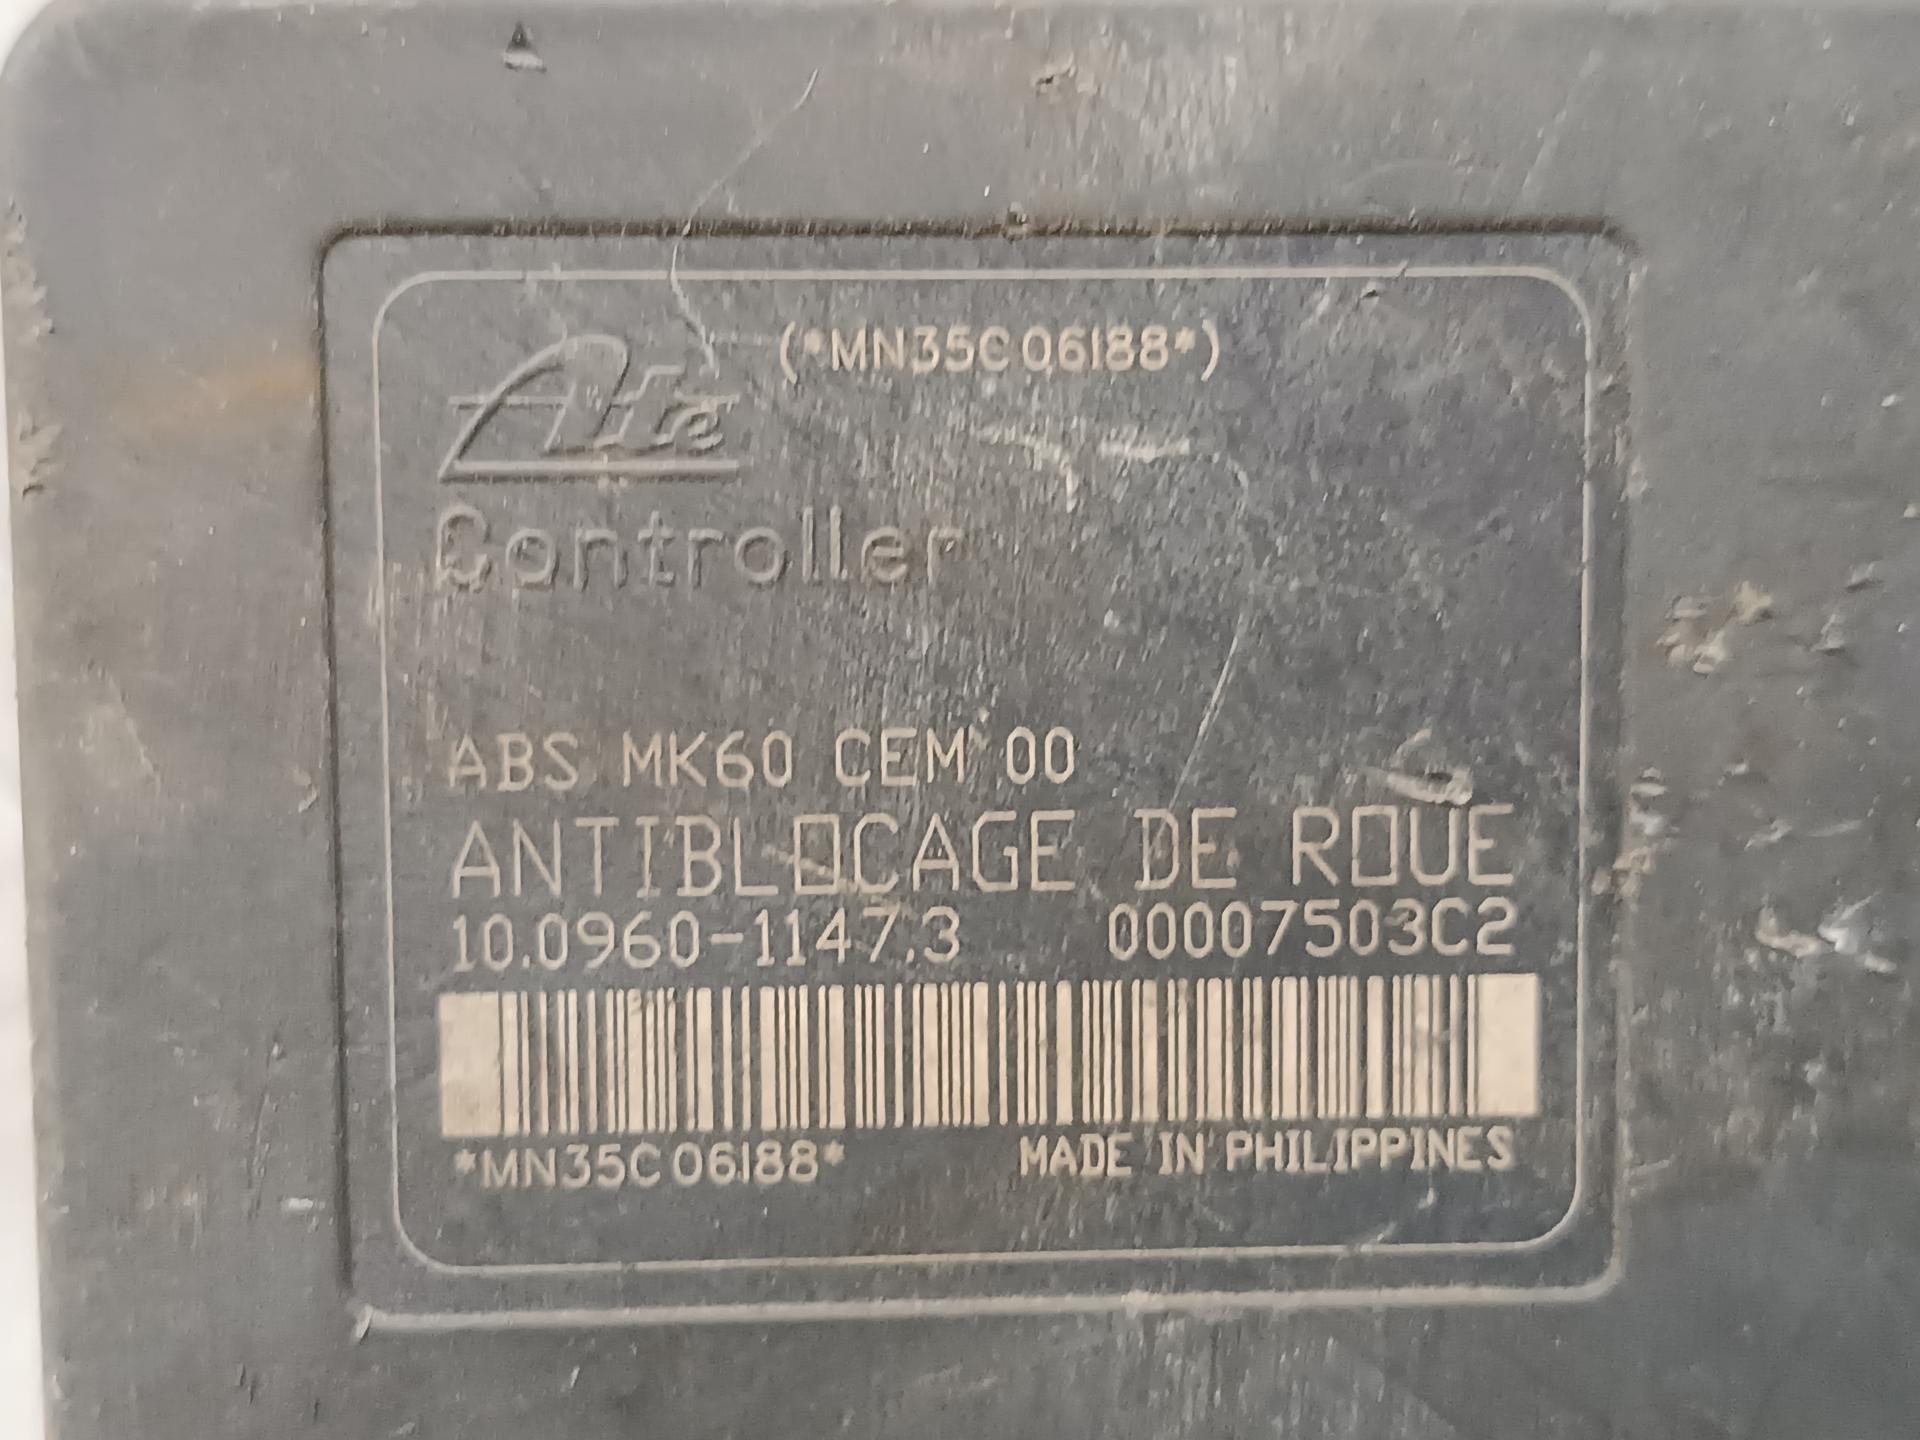 (*MN35C06188*)
Ate
Controller
ABS MK60 CEM 00
ANTIBLOCAGE DE ROUE
10.0960-1147.3 00007503C2
*MN35C06188* MADE IN PHILIPPINES